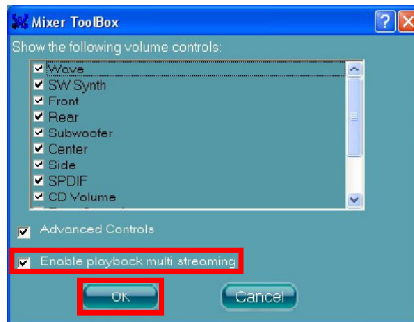 Mixer ToolBox
Show the following volume controls:
Wave
SW Synth
Front
Rear
Subwoofer
Center
Side
SPDIF
CD Volume
Advanced Controls
Enable playback multi streaming
OK
Cancel